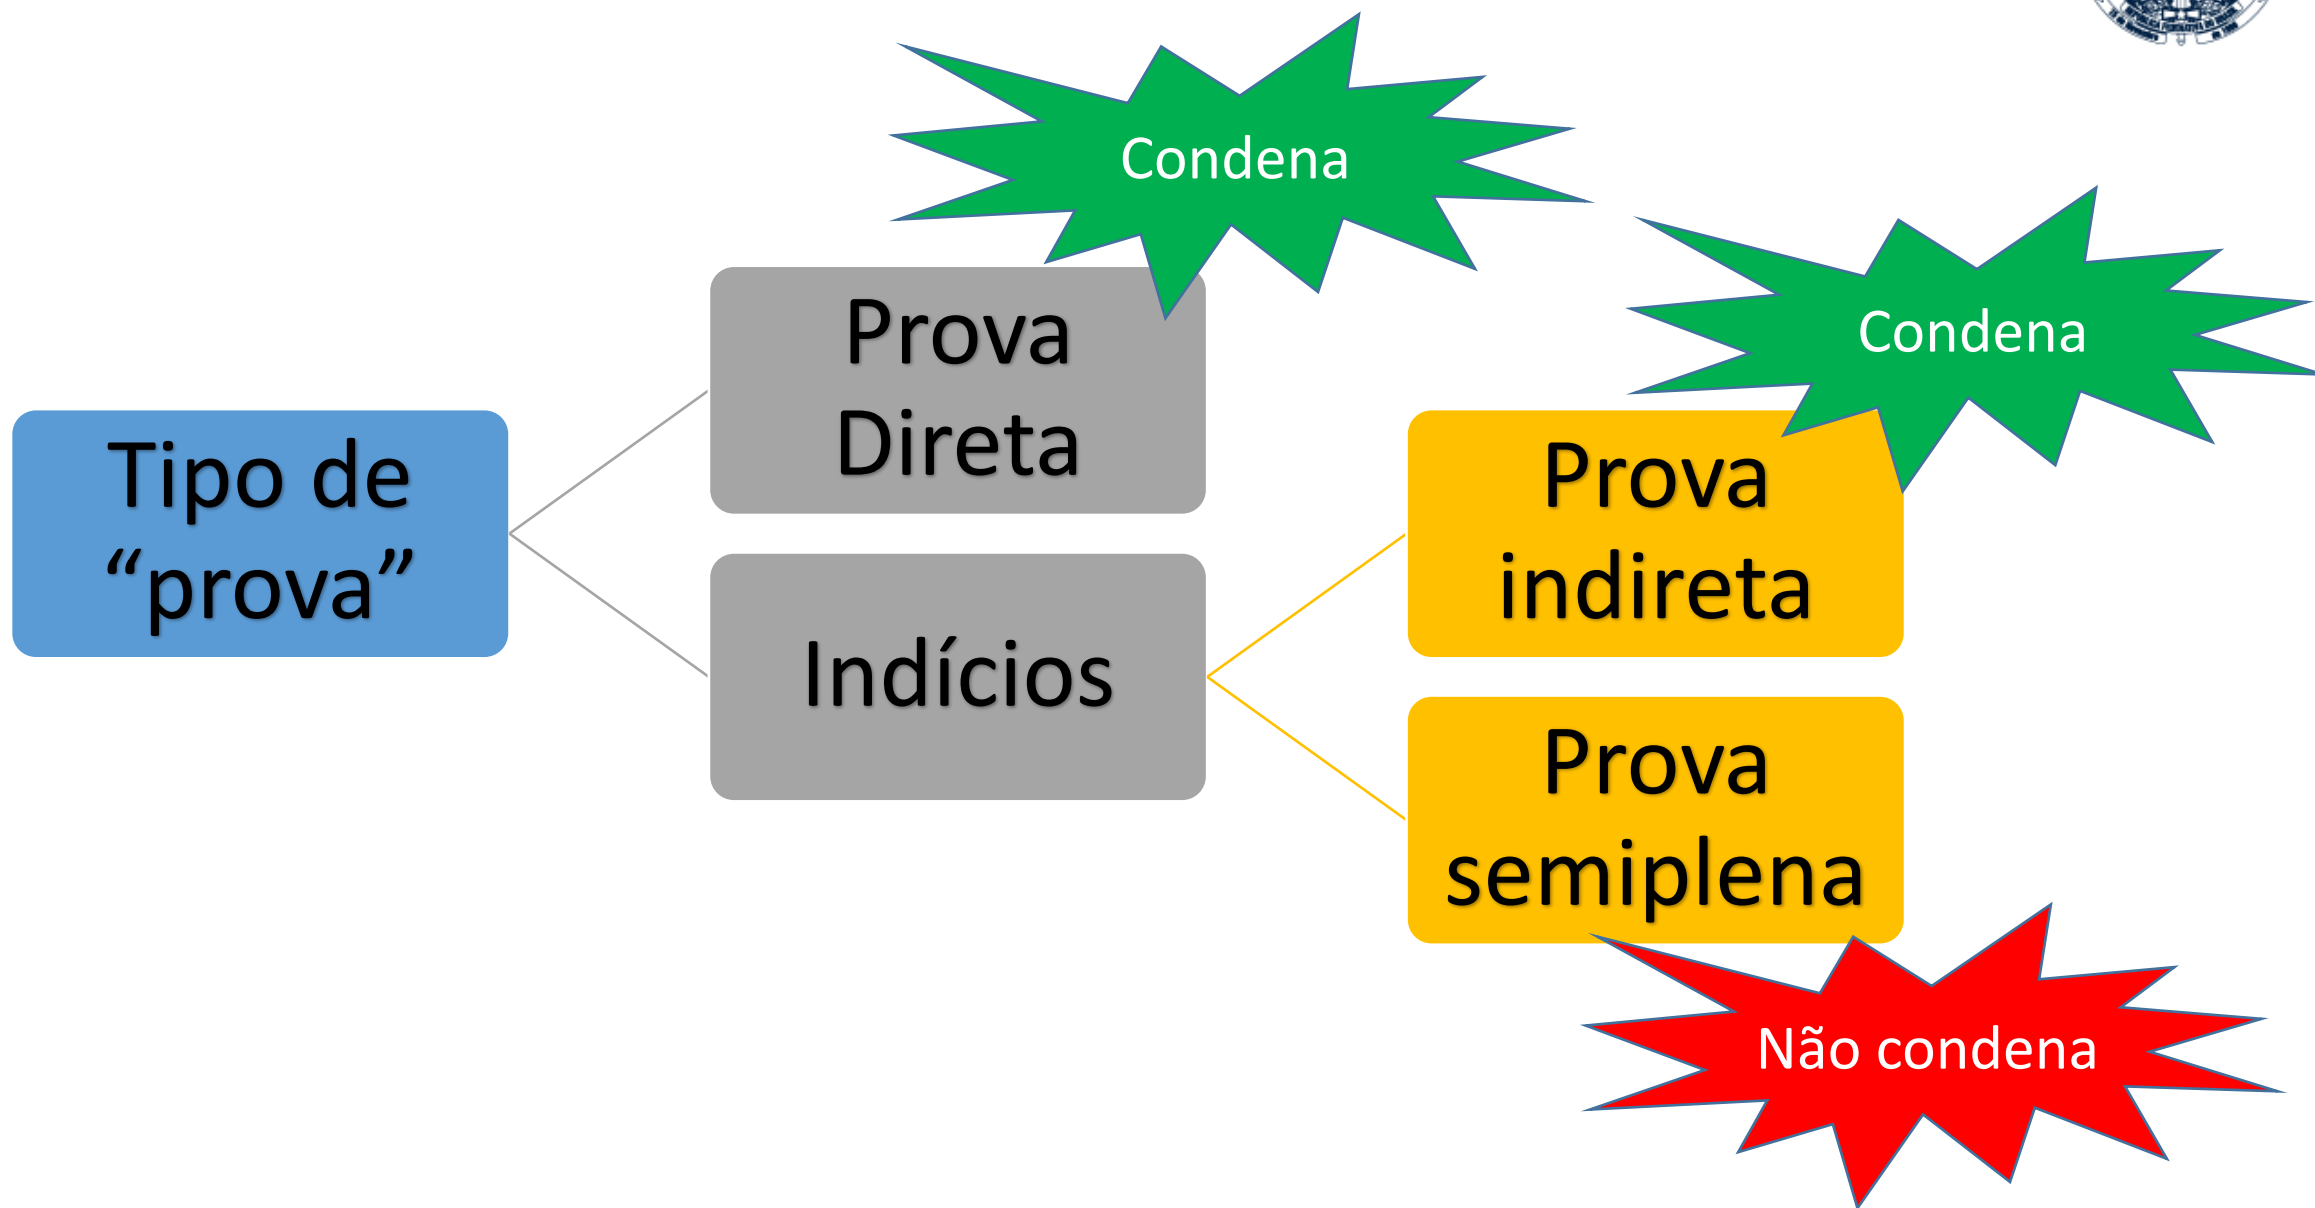 Condena
Condena
Prova
Direta
Tipo de
“prova”
Indícios
Prova
indireta
Prova
semiplena
Não condena